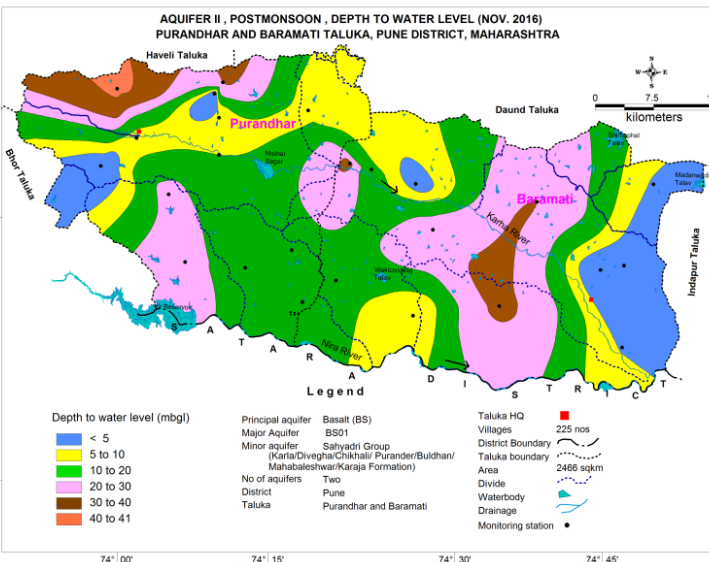 AQUIFER II , POSTMONSOON , DEPTH TO WATER LEVEL (NOV. 2016)
PURANDHAR AND BARAMATI TALUKA, PUNE DISTRICT, MAHARASHTRA
Haveli Taluka
N
W E
S
0 7.5
kilometers
Daund Taluka
Purandhar
Bhor Taluka
Baramati
Karha River
Indapur Taluka
Nira River
S A T A R A D I S T R I C T
Legend
Depth to water level (mbgl)
< 5
5 to 10
10 to 20
20 to 30
30 to 40
40 to 41
Principal aquifer Basalt (BS)
Major Aquifer BS01
Minor aquifer Sahyadri Group
(Karla/Divegha/Chikhali/ Purander/Buldhan/
Mahabaleshwar/Karaja Formation)
No of aquifers Two
District Pune
Taluka Purandhar and Baramati
Taluka HQ
Villages 225 nos
District Boundary
Taluka boundary
Area 2466 sqkm
Divide
Waterbody
Drainage
Monitoring station
74° 00' 74° 15' 74° 30' 74° 45'